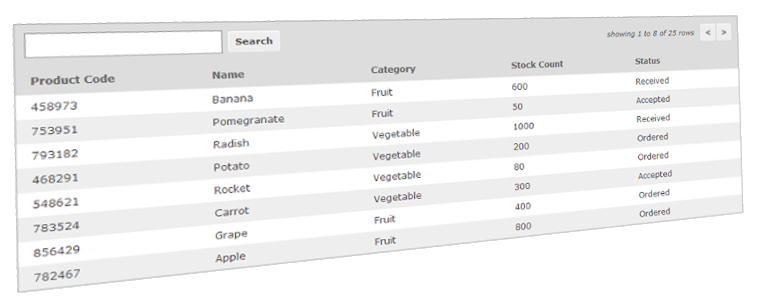 Search showing 1 to 8 of 25 rows < >
Product Code Name Category Stock Count Status
458973 Banana Fruit 600 Received
753951 Pomegranate Fruit 50 Accepted
793182 Radish Vegetable 1000 Received
468291 Potato Vegetable 200 Ordered
548621 Rocket Vegetable 80 Ordered
783524 Carrot Vegetable 300 Accepted
856429 Grape Fruit 400 Ordered
782467 Apple Fruit 800 Ordered